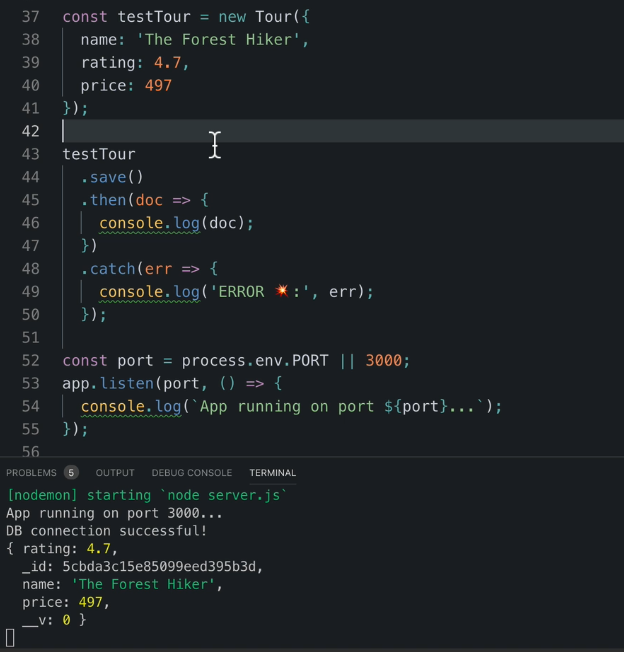 37 const testTour = new Tour({
38   name: 'The Forest Hiker',
39   rating: 4.7,
40   price: 497
41 });
42
43 testTour
44   .save()
45   .then(doc => {
46     console.log(doc);
47   })
48   .catch(err => {
49     console.log('ERROR 💥:', err);
50   });
51
52 const port = process.env.PORT || 3000;
53 app.listen(port, () => {
54   console.log(`App running on port ${port}...`);
55 });
56
PROBLEMS 5 OUTPUT DEBUG CONSOLE TERMINAL
[nodemon] starting `node server.js`
App running on port 3000...
DB connection successful!
{ rating: 4.7,
  _id: 5cbda3c15e85099eed395b3d,
  name: 'The Forest Hiker',
  price: 497,
  __v: 0 }